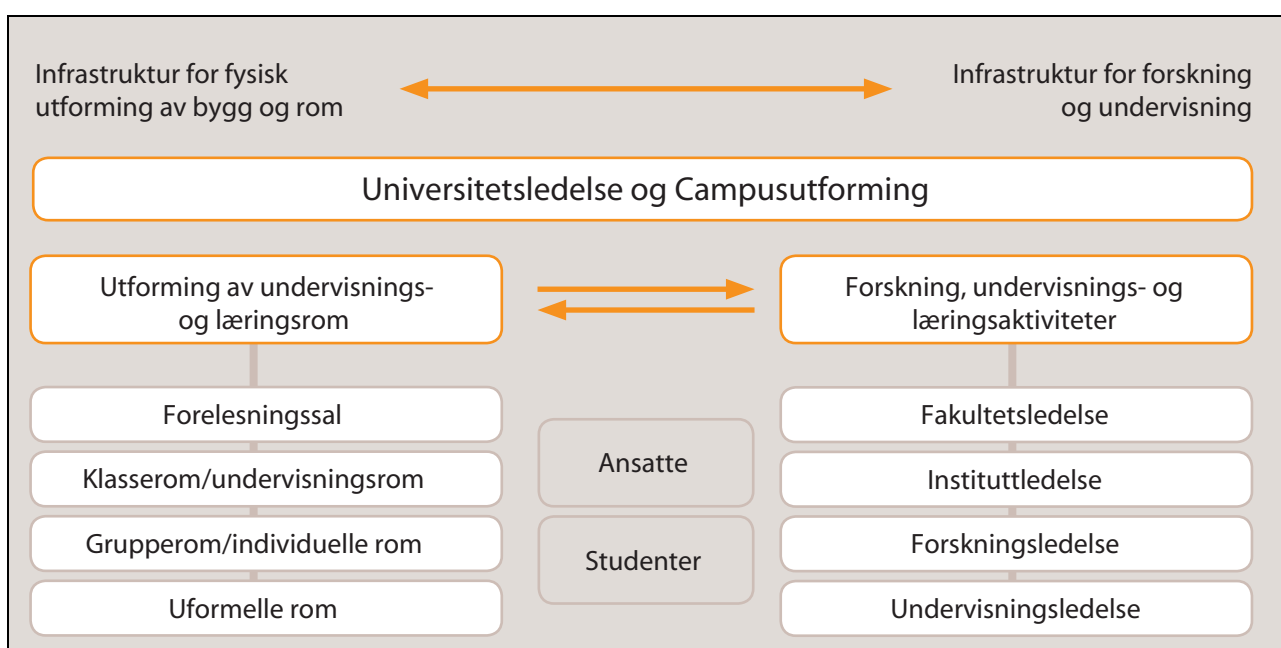 Infrastruktur for fysisk
utforming av bygg og rom
Infrastruktur for forskning
og undervisning
Universitetsledelse og Campusutforming
Utforming av undervisnings-
og læringsrom
Forskning, undervisnings- og
læringsaktiviteter
Forelesningssal
Klasserom/undervisningsrom
Grupperom/individuelle rom
Uformelle rom
Ansatte
Studenter
Fakultetsledelse
Instituttledelse
Forskningsledelse
Undervisningsledelse